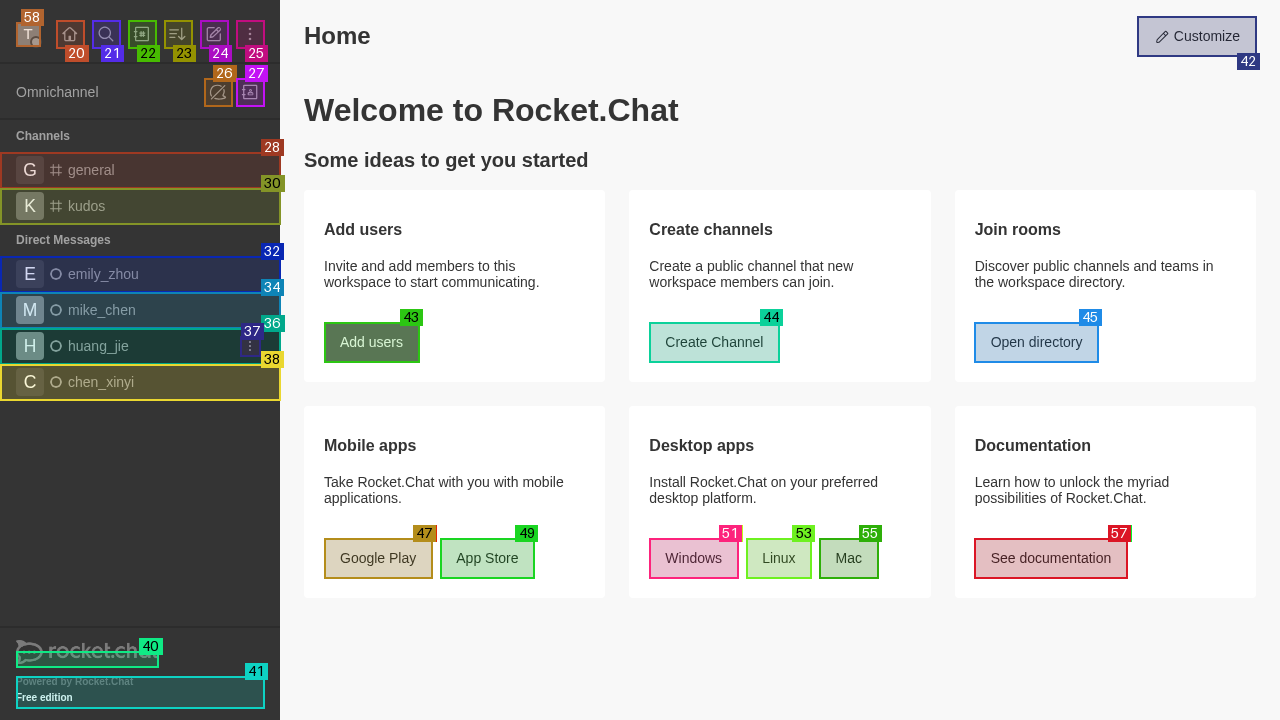 58
T
20
21
22
23
24
25
Home
Customize
42
Omnichannel
26
27
Channels
28
G
general
30
K
kudos
Direct Messages
32
E
emily_zhou
34
M
mike_chen
36
37
H
huang_jie
38
C
chen_xinyi
Welcome to Rocket.Chat
Some ideas to get you started
Add users
Invite and add members to this
workspace to start communicating.
43
Add users
Create channels
Create a public channel that new
workspace members can join.
44
Create Channel
Join rooms
Discover public channels and teams in
the workspace directory.
45
Open directory
Mobile apps
Take Rocket.Chat with you with mobile
applications.
47
Google Play
49
App Store
Desktop apps
Install Rocket.Chat on your preferred
desktop platform.
51
Windows
53
Linux
55
Mac
Documentation
Learn how to unlock the myriad
possibilities of Rocket.Chat.
57
See documentation
40
rocket.chat
41
Powered by Rocket.Chat
Free edition